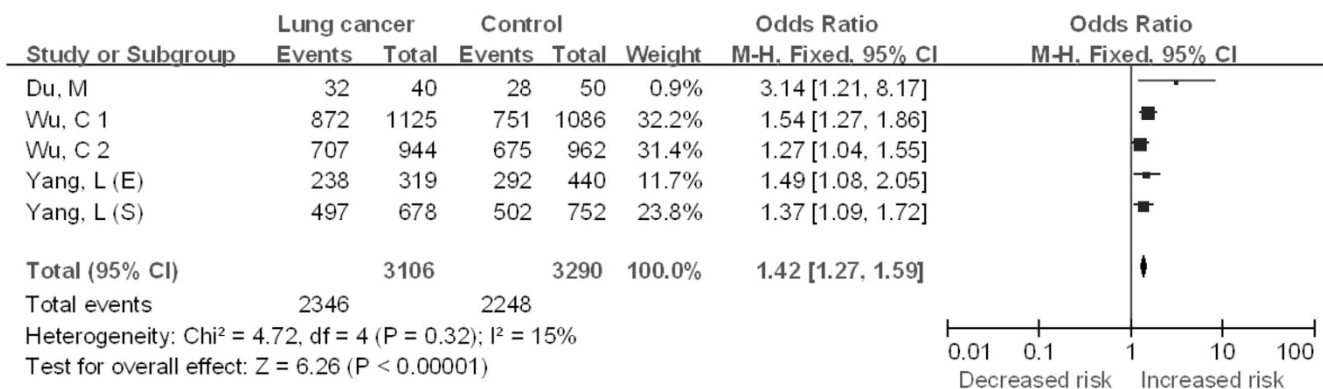 Lung cancer Control Odds Ratio Odds Ratio
Study or Subgroup Events Total Events Total Weight M-H, Fixed, 95% CI M-H, Fixed, 95% CI
Du, M 32 40 28 50 0.9% 3.14 [1.21, 8.17]
Wu, C 1 872 1125 751 1086 32.2% 1.54 [1.27, 1.86]
Wu, C 2 707 944 675 962 31.4% 1.27 [1.04, 1.55]
Yang, L (E) 238 319 292 440 11.7% 1.49 [1.08, 2.05]
Yang, L (S) 497 678 502 752 23.8% 1.37 [1.09, 1.72]
Total (95% CI) 3106 3290 100.0% 1.42 [1.27, 1.59]
Total events 2346 2248
Heterogeneity: Chi² = 4.72, df = 4 (P = 0.32); I² = 15%
Test for overall effect: Z = 6.26 (P < 0.00001)
0.01 0.1 1 10 100
Decreased risk Increased risk